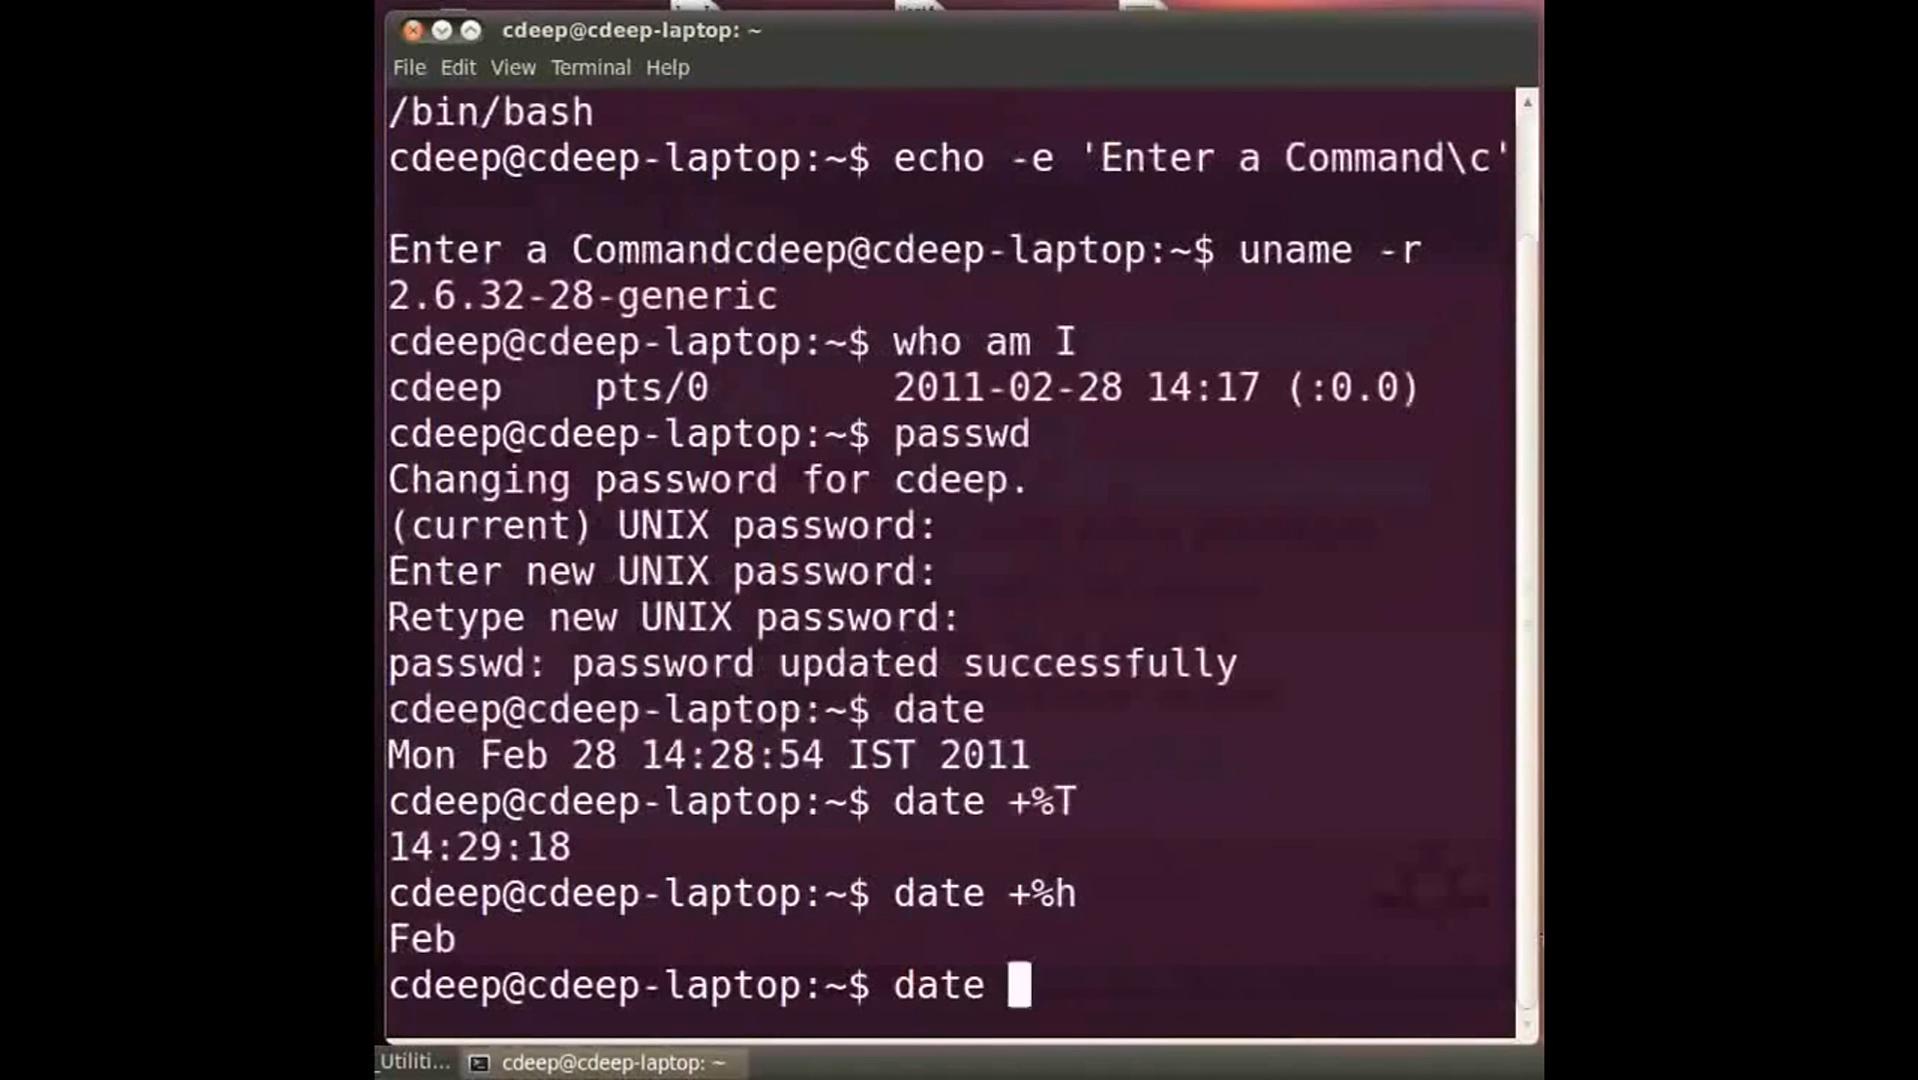 cdeep@cdeep-laptop: ~
File Edit View Terminal Help
/bin/bash
cdeep@cdeep-laptop:~$ echo -e 'Enter a Command\c'
Enter a Commandcdeep@cdeep-laptop:~$ uname -r
2.6.32-28-generic
cdeep@cdeep-laptop:~$ who am I
cdeep    pts/0        2011-02-28 14:17 (:0.0)
cdeep@cdeep-laptop:~$ passwd
Changing password for cdeep.
(current) UNIX password:
Enter new UNIX password:
Retype new UNIX password:
passwd: password updated successfully
cdeep@cdeep-laptop:~$ date
Mon Feb 28 14:28:54 IST 2011
cdeep@cdeep-laptop:~$ date +%T
14:29:18
cdeep@cdeep-laptop:~$ date +%h
Feb
cdeep@cdeep-laptop:~$ date
_Utiliti... cdeep@cdeep-laptop: ~